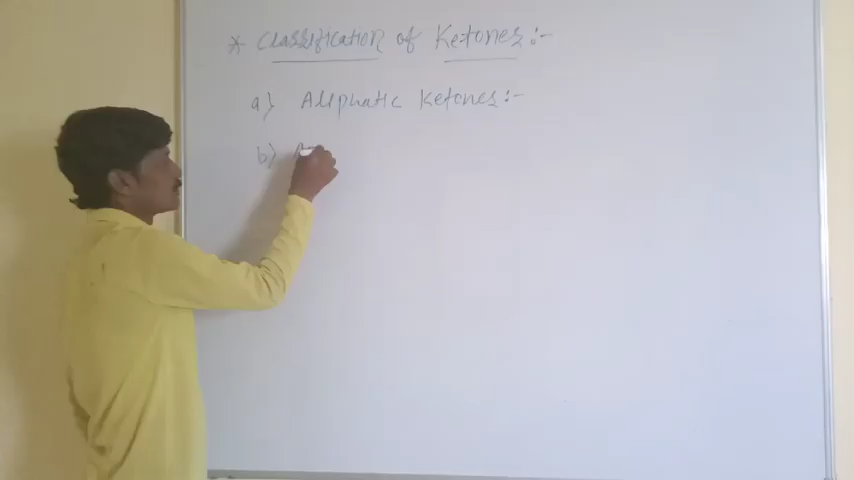 * Classification of Ketones:-
a) Aliphatic Ketones:-
b) A